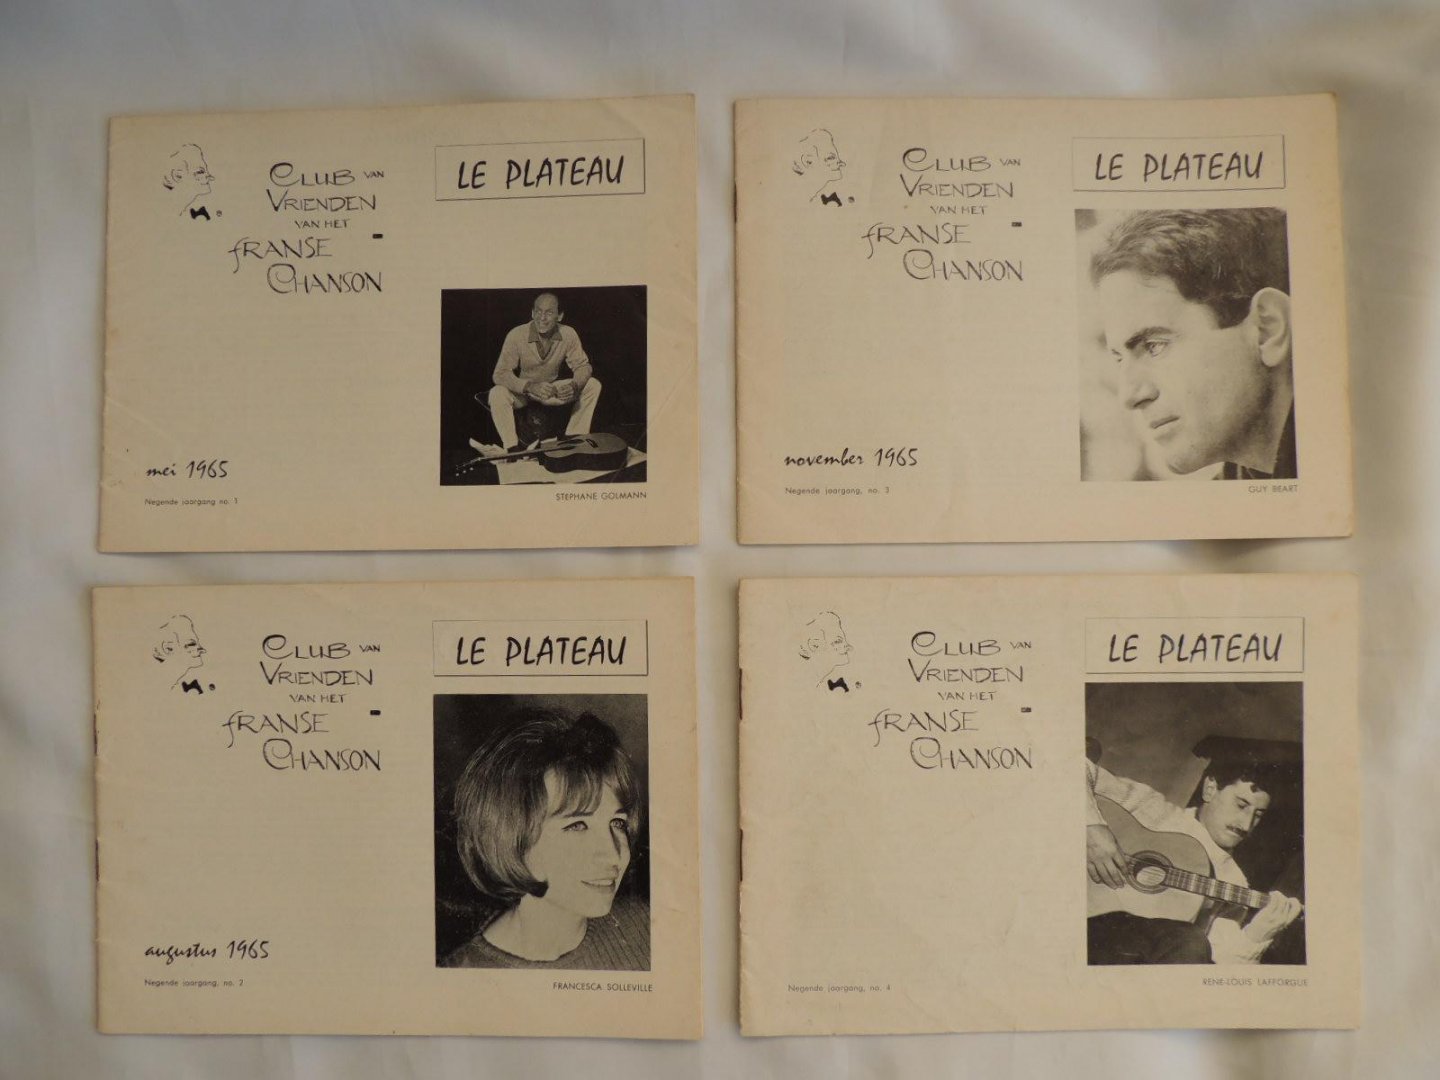 CLUB VAN
VRIENDEN
VAN HET
FRANSE -
CHANSON
LE PLATEAU
mei 1965
Negende jaargang no. 1
STEPHANE GOLMANN
CLUB VAN
VRIENDEN
VAN HET
FRANSE -
CHANSON
LE PLATEAU
november 1965
Negende jaargang, no. 3
GUY BEART
CLUB VAN
VRIENDEN
VAN HET
FRANSE -
CHANSON
LE PLATEAU
augustus 1965
Negende jaargang, no. 2
FRANCESCA SOLLEVILLE
CLUB VAN
VRIENDEN
VAN HET
FRANSE -
CHANSON
LE PLATEAU
Negende jaargang, no. 4
RENE-LOUIS LAFFORGUE